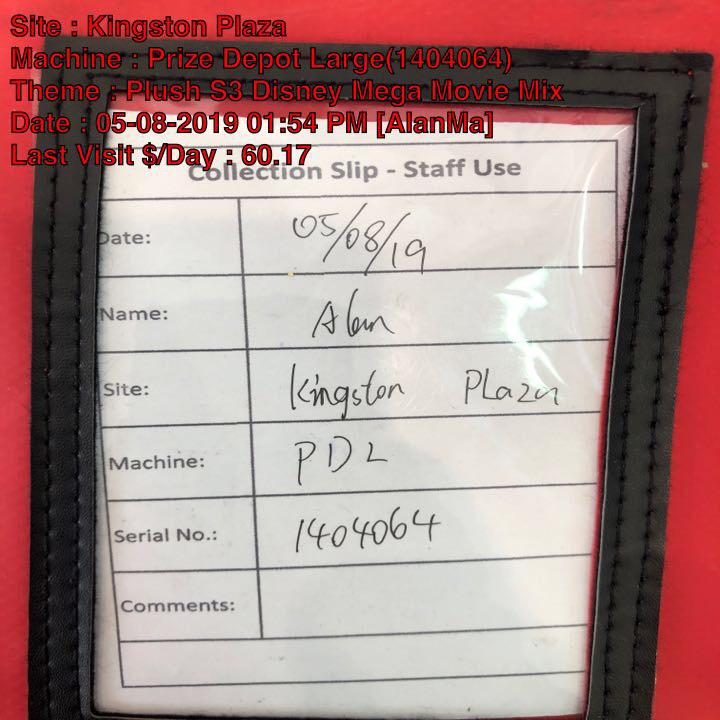 Site : Kingston Plaza
Machine : Prize Depot Large(1404064)
Theme : Plush S3 Disney Mega Movie Mix
Date : 05-08-2019 01:54 PM [AlanMa]
Last Visit $/Day : 60.17
Collection Slip - Staff Use
Date: 05/08/19
Name: Alan
Site: Kingston Plaza
Machine: PDL
Serial No.: 1404064
Comments: